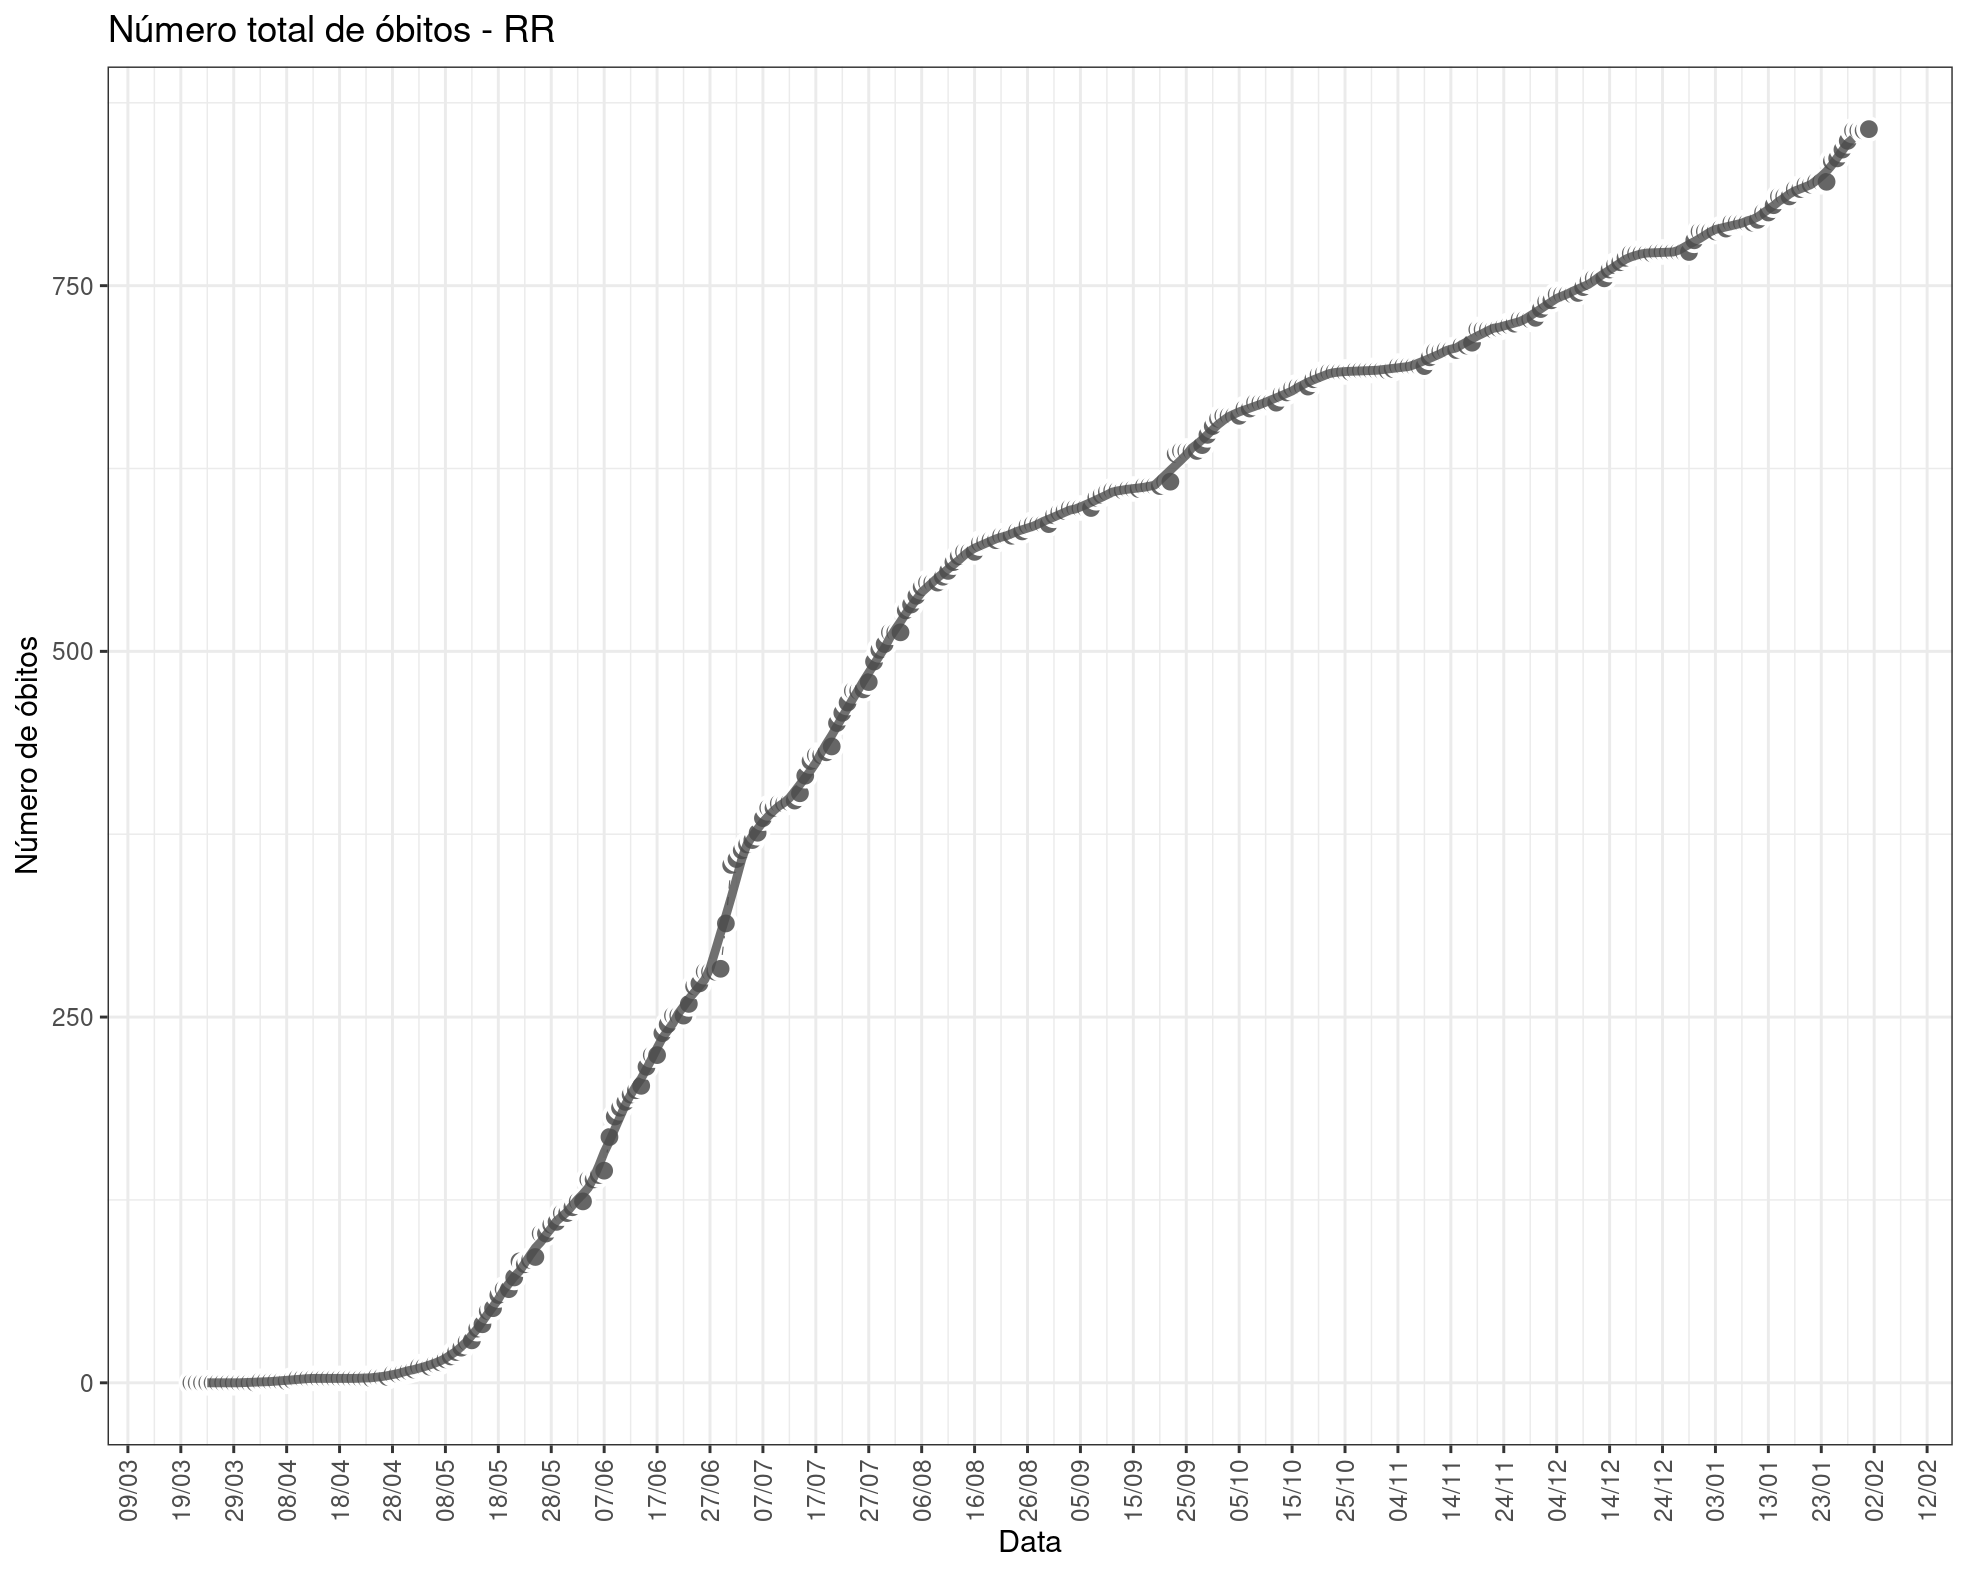 Número total de óbitos - RR
Número de óbitos
750
500
250
0
09/03 19/03 29/03 08/04 18/04 28/04 08/05 18/05 28/05 07/06 17/06 27/06 07/07 17/07 27/07 06/08 16/08 26/08 05/09 15/09 25/09 05/10 15/10 25/10 04/11 14/11 24/11 04/12 14/12 24/12 03/01 13/01 23/01 02/02 12/02
Data